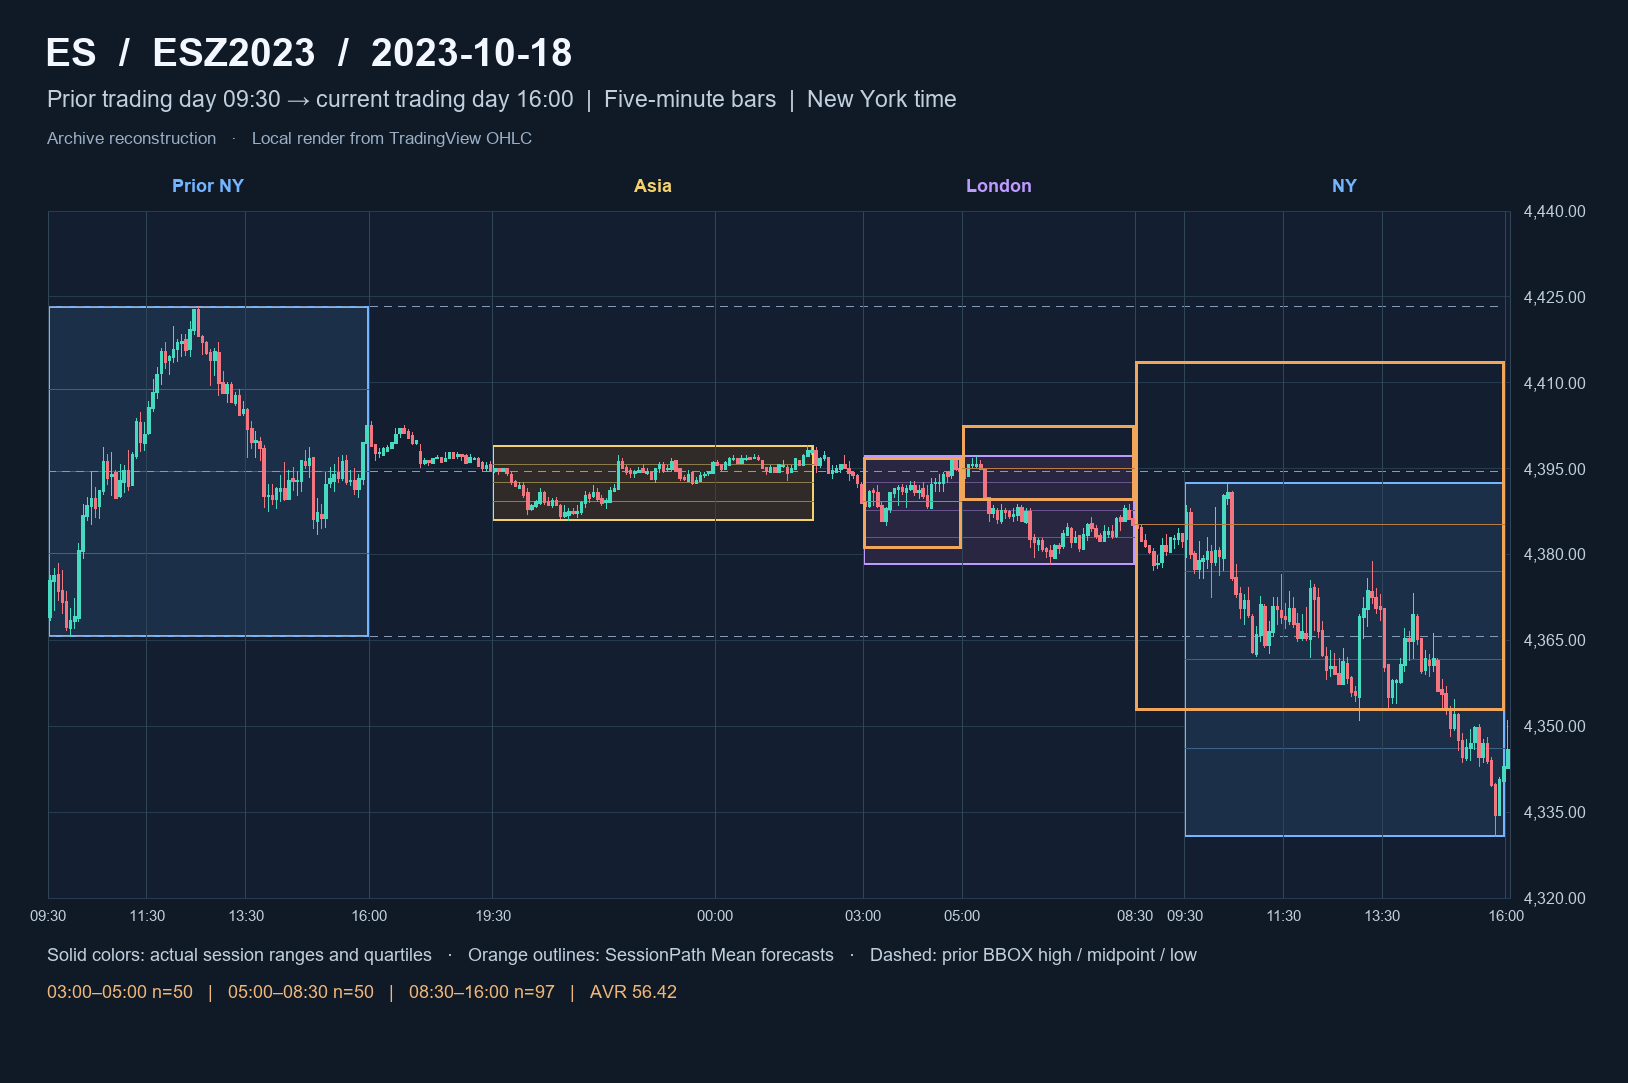 ES / ESZ2023 / 2023-10-18
Prior trading day 09:30 → current trading day 16:00 | Five-minute bars | New York time
Archive reconstruction · Local render from TradingView OHLC
Prior NY Asia London NY
4,440.00
4,425.00
4,410.00
4,395.00
4,380.00
4,365.00
4,350.00
4,335.00
4,320.00
09:30 11:30 13:30 16:00 19:30 00:00 03:00 05:00 08:30 09:30 11:30 13:30 16:00
Solid colors: actual session ranges and quartiles · Orange outlines: SessionPath Mean forecasts · Dashed: prior BBOX high / midpoint / low
03:00–05:00 n=50 | 05:00–08:30 n=50 | 08:30–16:00 n=97 | AVR 56.42